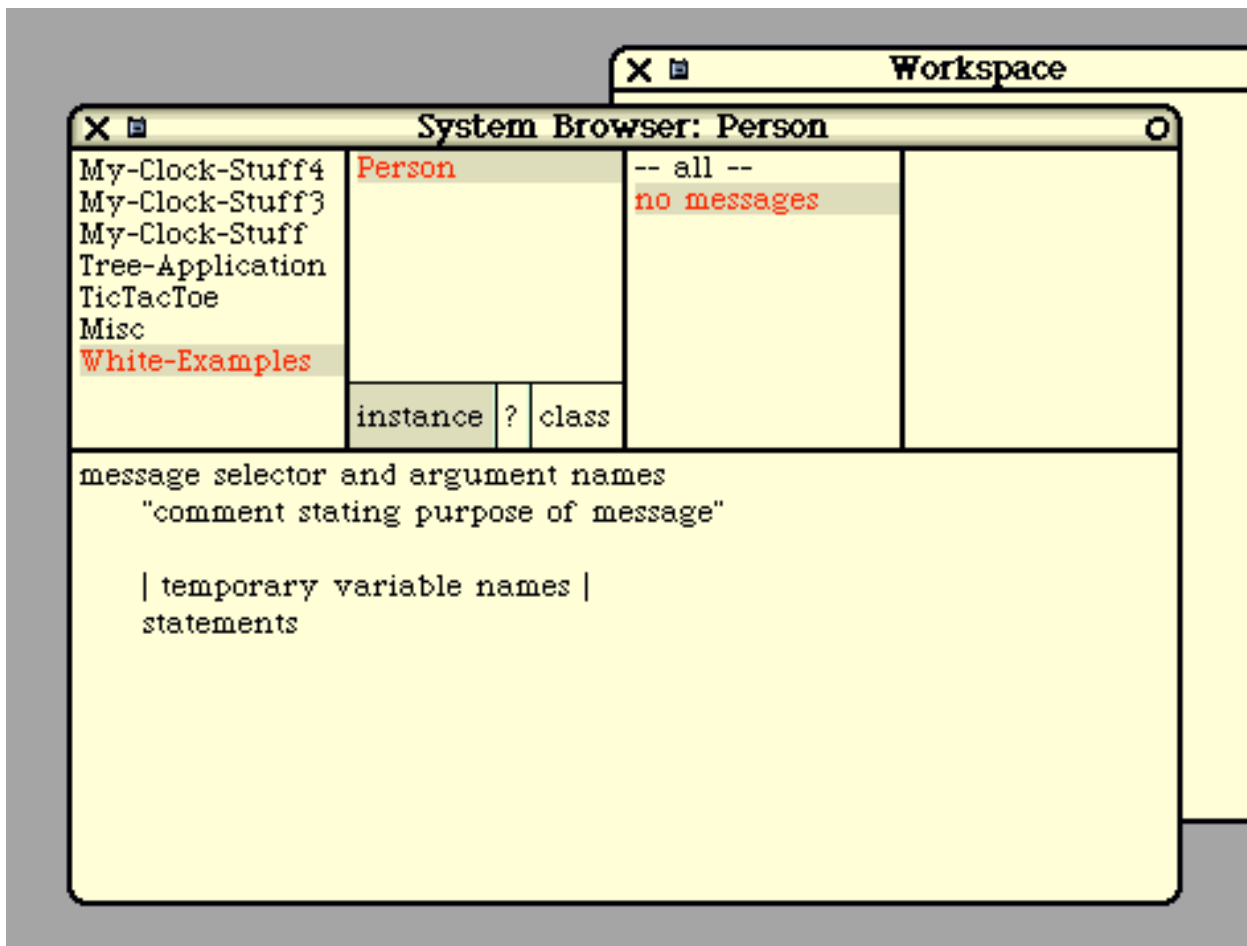 Workspace
System Browser: Person
My-Clock-Stuff4
My-Clock-Stuff3
My-Clock-Stuff
Tree-Application
TicTacToe
Misc
White-Examples
Person
instance ? class
-- all --
no messages
message selector and argument names
"comment stating purpose of message"
| temporary variable names |
statements